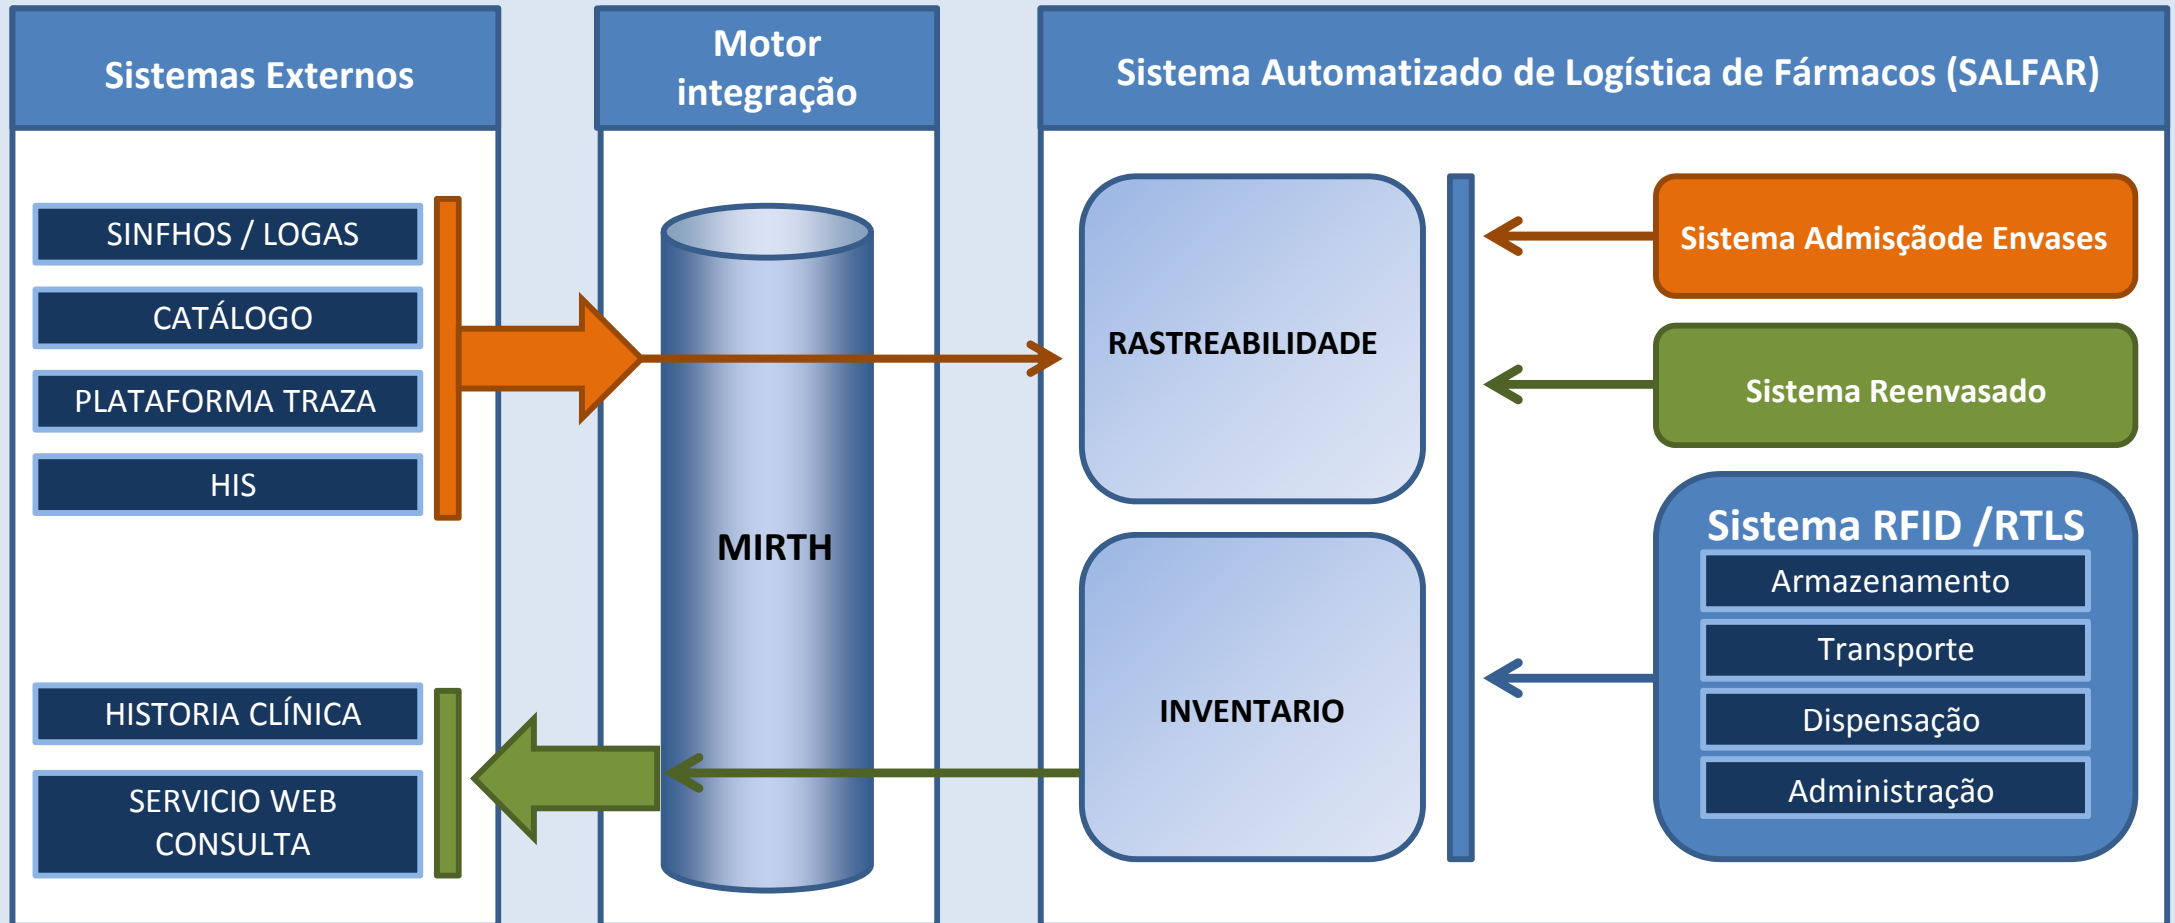 Sistemas Externos
Motor
integração
Sistema Automatizado de Logística de Fármacos (SALFAR)
SINFHOS / LOGAS
CATÁLOGO
PLATAFORMA TRAZA
HIS
HISTORIA CLÍNICA
SERVICIO WEB
CONSULTA
MIRTH
RASTREABILIDADE
INVENTARIO
Sistema Admisçãode Envases
Sistema Reenvasado
Sistema RFID /RTLS
Armazenamento
Transporte
Dispensação
Administração